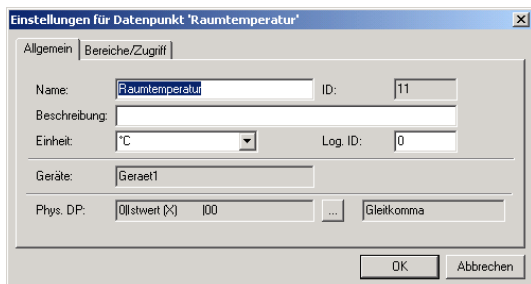 Einstellungen für Datenpunkt 'Raumtemperatur'
Allgemein Bereiche/Zugriff
Name: Raumtemperatur ID: 11
Beschreibung:
Einheit: °C Log. ID: 0
Geräte: Geraet1
Phys. DP: 0|Istwert (X) |00 ... Gleitkomma
OK Abbrechen